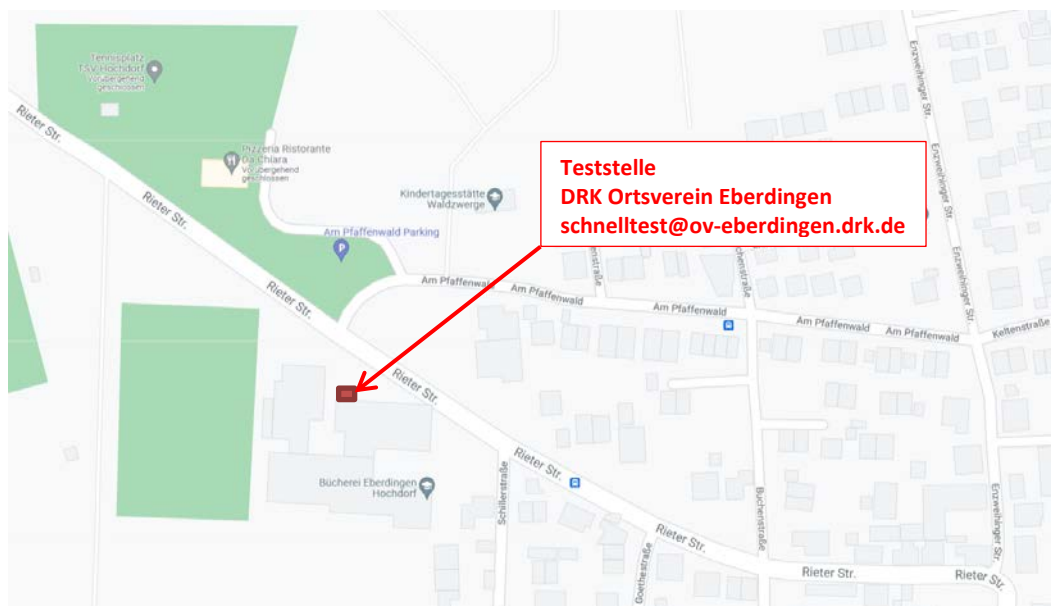 Tennisplatz
TSV Hochdorf
Vorübergehend
geschlossen
Rieter Str.
Pizzeria Ristorante
Da Chiara
Vorübergehend
geschlossen
Rieter Str.
Kindertagesstätte
Waldzwerge
Am Pfaffenwald Parking
P
Teststelle
DRK Ortsverein Eberdingen
schnelltest@ov-eberdingen.drk.de
Enzweihinger Str.
Enzweihinger Str.
Enzweihinger Str.
Rieter Str.
Am Pfaffenwald
Am Pfaffenwald
Am Pfaffenwald
Am Pfaffenwald
Am Pfaffenwald
Keltenstraße
Rieter Str.
Bücherei Eberdingen
Hochdorf
Schillerstraße
Rieter Str.
Buchenstraße
Enzweihinger Str.
Goethestraße
Rieter Str.
Rieter Str.
Rieter Str.